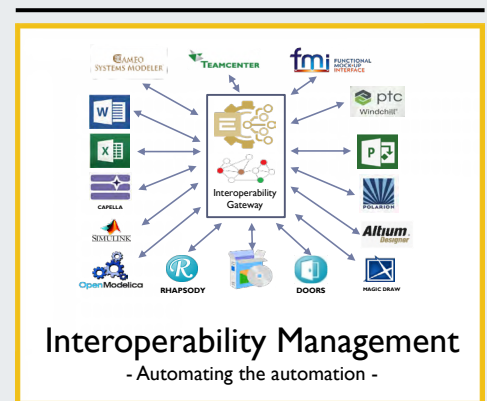 CAMEO
SYSTEMS MODELER
TEAMCENTER
fmi FUNCTIONAL
MOCK-UP
INTERFACE
W
ptc
Windchill
X
P
Interoperability
Gateway
CAPELLA
POLARION
SIMULINK
Altium
Designer
OpenModelica
R
RHAPSODY
DOORS
MAGIC DRAW
Interoperability Management
- Automating the automation -